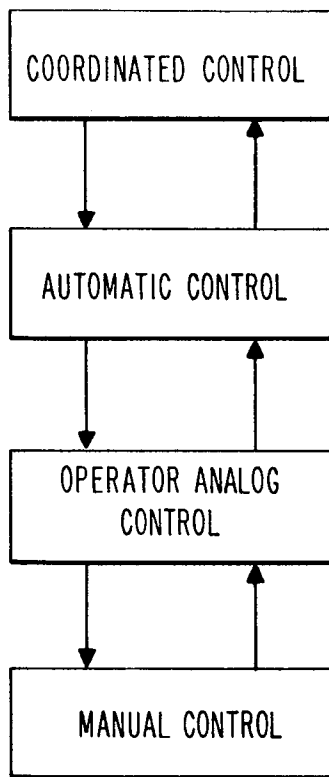 COORDINATED CONTROL
AUTOMATIC CONTROL
OPERATOR ANALOG
CONTROL
MANUAL CONTROL